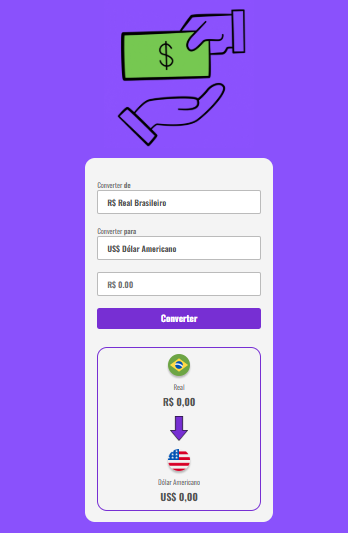 $
Converter de
R$ Real Brasileiro
Converter para
US$ Dólar Americano
R$ 0.00
Converter
Real
R$ 0,00
Dólar Americano
US$ 0,00